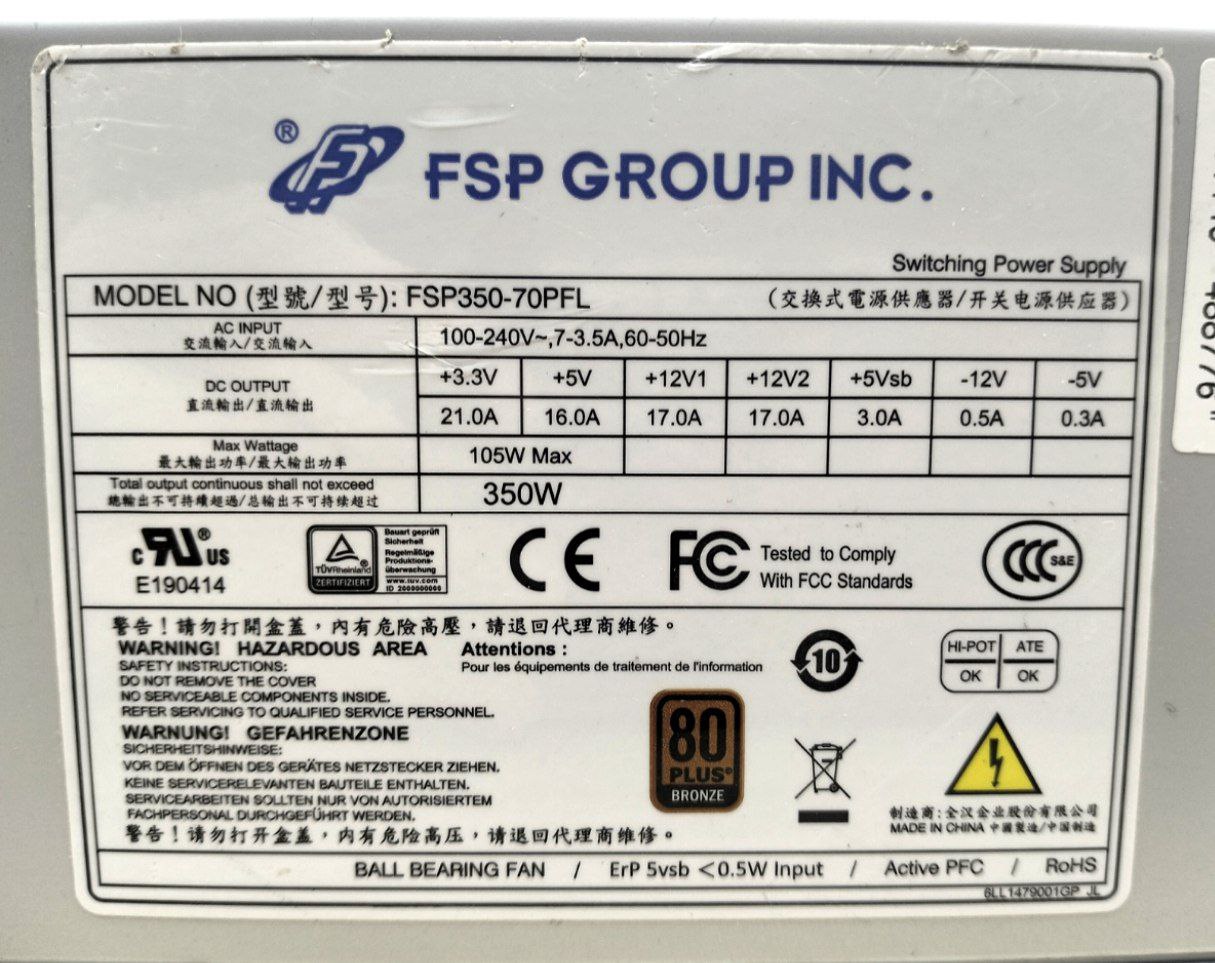 ®
FSP GROUP INC.
Switching Power Supply
MODEL NO (型號/型号): FSP350-70PFL (交換式電源供應器/开关电源供应器)
AC INPUT
交流輸入/交流输入
100-240V~,7-3.5A,60-50Hz
DC OUTPUT
直流輸出/直流输出
+3.3V +5V +12V1 +12V2 +5Vsb -12V -5V
21.0A 16.0A 17.0A 17.0A 3.0A 0.5A 0.3A
Max Wattage
最大輸出功率/最大输出功率
105W Max
Total output continuous shall not exceed
總輸出不可持續超過/总输出不可持续超过
350W
C RU® US
E190414
TÜVRheinland®
ZERTIFIZIERT
Bauart geprüft
Sicherheit
Regelmäßige
Produktions-
überwachung
www.tuv.com
ID 2000000000
CE
FC Tested to Comply
With FCC Standards
CCC S&E
警告！請勿打開盒蓋，內有危險高壓，請退回代理商維修。
WARNING! HAZARDOUS AREA
SAFETY INSTRUCTIONS:
DO NOT REMOVE THE COVER
NO SERVICEABLE COMPONENTS INSIDE.
REFER SERVICING TO QUALIFIED SERVICE PERSONNEL.
Attentions :
Pour les équipements de traitement de l'information
WARNUNG! GEFAHRENZONE
SICHERHEITSHINWEISE:
VOR DEM ÖFFNEN DES GERÄTES NETZSTECKER ZIEHEN.
KEINE SERVICERELEVANTEN BAUTEILE ENTHALTEN.
SERVICEARBEITEN SOLLTEN NUR VON AUTORISIERTEM
FACHPERSONAL DURCHGEFÜHRT WERDEN.
警告！请勿打开盒盖，内有危险高压，请退回代理商维修。
10
HI-POT ATE
OK OK
80
PLUS®
BRONZE
制造商:全汉企业股份有限公司
MADE IN CHINA 中國製造/中国制造
BALL BEARING FAN / ErP 5vsb <0.5W Input / Active PFC / RoHS
6LL1479001GP JL